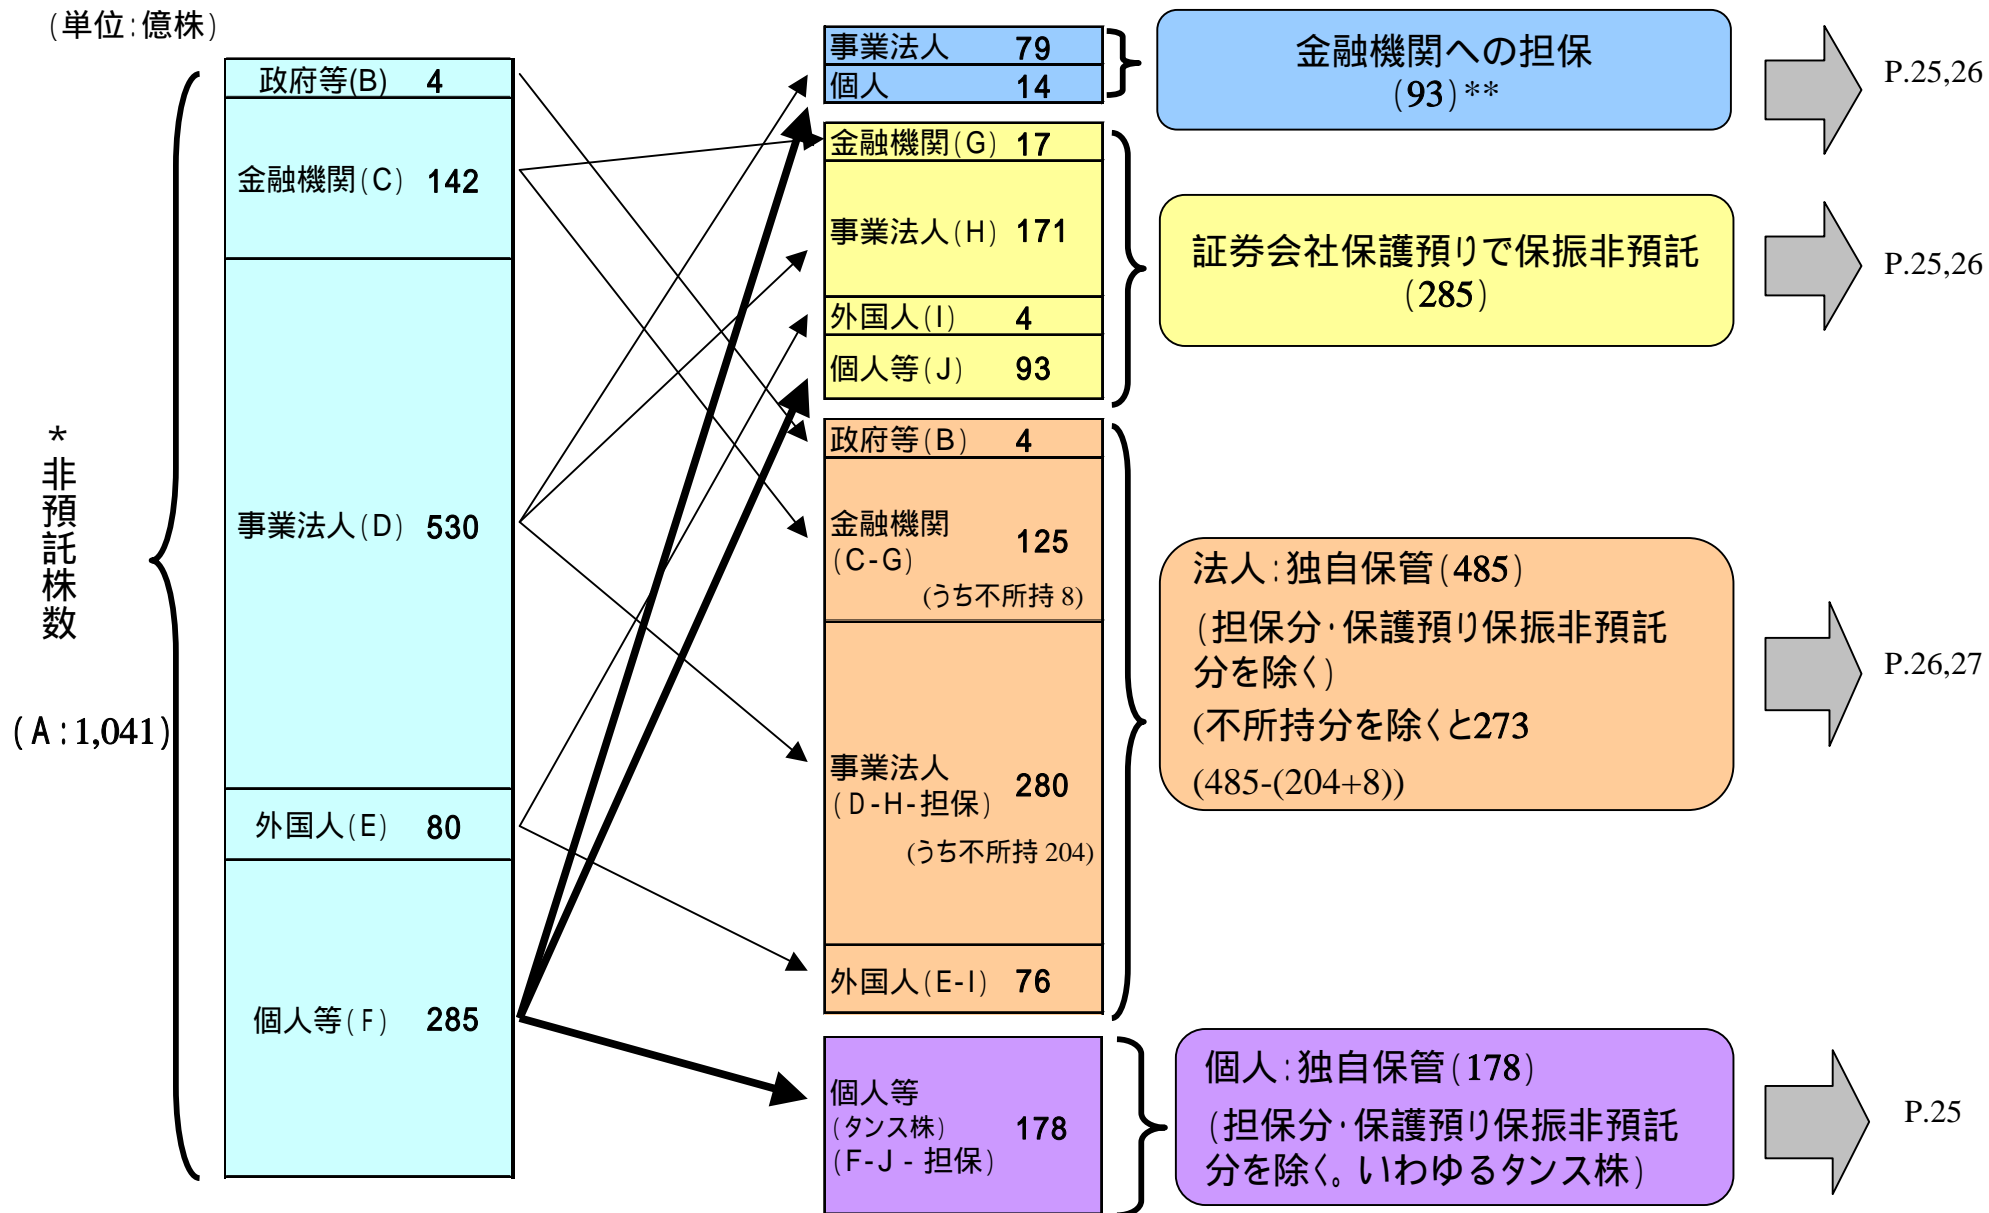 (単位:億株)
政府等(B) 4
金融機関(C) 142
事業法人(D) 530
外国人(E) 80
個人等(F) 285
*非預託株数
(A:1,041)
事業法人 79
個人 14
金融機関(G) 17
事業法人(H) 171
外国人(I) 4
個人等(J) 93
政府等(B) 4
金融機関
(C-G) 125
(うち不所持 8)
事業法人
(D-H-担保) 280
(うち不所持 204)
外国人(E-I) 76
個人等
(タンス株) 178
(F-J-担保)
金融機関への担保
(93)**
P.25,26
証券会社保護預りで保振非預託
(285)
P.25,26
法人:独自保管(485)
(担保分・保護預り保振非預託
分を除く)
(不所持分を除くと273
(485-(204+8))
P.26,27
個人:独自保管(178)
(担保分・保護預り保振非預託
分を除く。いわゆるタンス株)
P.25